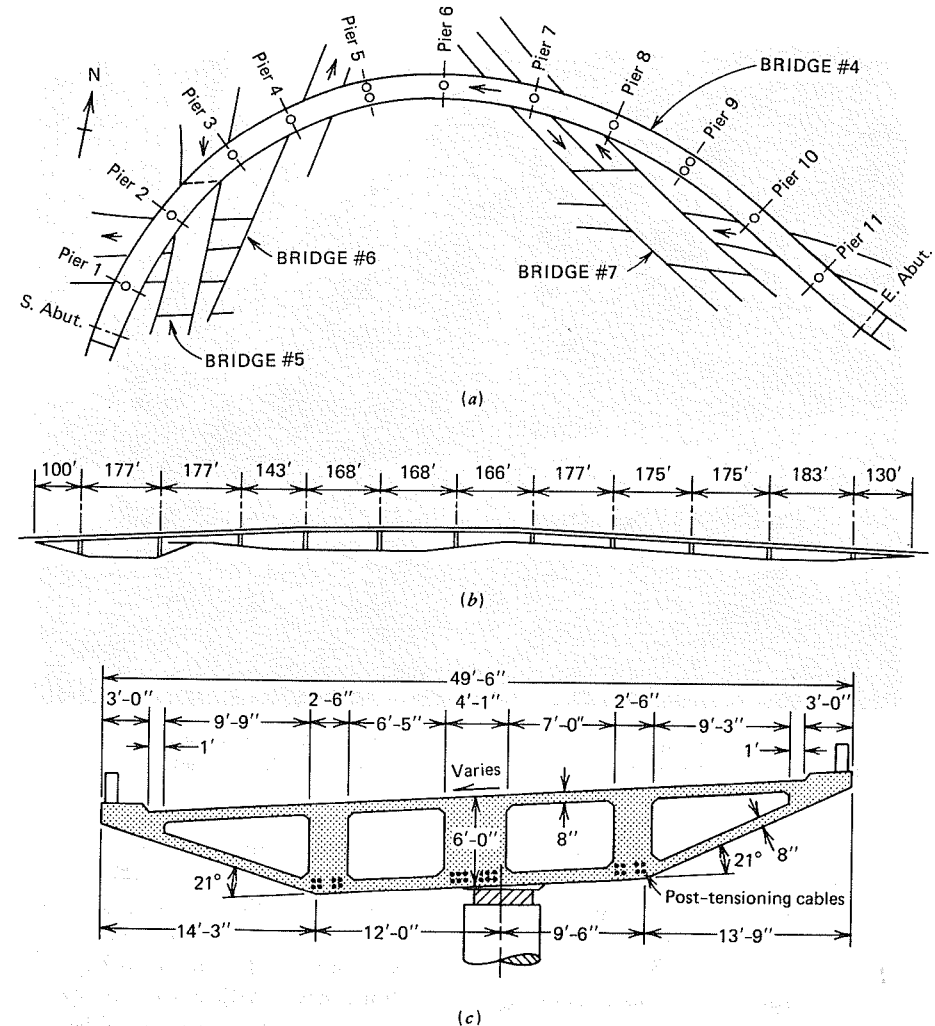 N
Pier 1
Pier 2
Pier 3
Pier 4
Pier 5
Pier 6
Pier 7
Pier 8
Pier 9
Pier 10
Pier 11
S. Abut.
E. Abut.
BRIDGE #4
BRIDGE #5
BRIDGE #6
BRIDGE #7
(a)
100' 177' 177' 143' 168' 168' 166' 177' 175' 175' 183' 130'
(b)
49'-6''
3'-0'' 2 -6'' 4'-1'' 2'-6'' 3'-0''
9'-9'' 6'-5'' 7'-0'' 9'-3''
1' 1'
Varies
6'-0'' 8'' 8''
21° 21°
Post-tensioning cables
14'-3'' 12'-0'' 9'-6'' 13'-9''
(c)